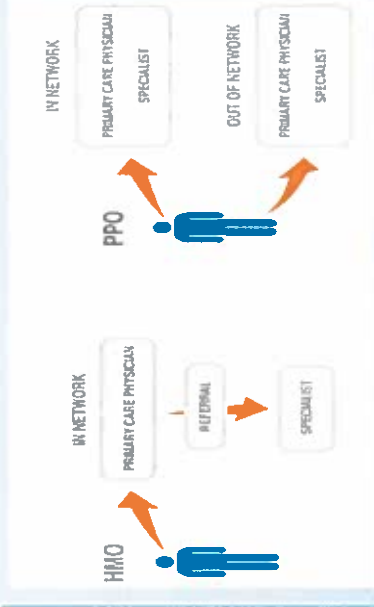 HMO
IN NETWORK
PRIMARY CARE PHYSICIAN
REFERRAL
SPECIALIST
PPO
IN NETWORK
PRIMARY CARE PHYSICIAN
SPECIALIST
OUT OF NETWORK
PRIMARY CARE PHYSICIAN
SPECIALIST